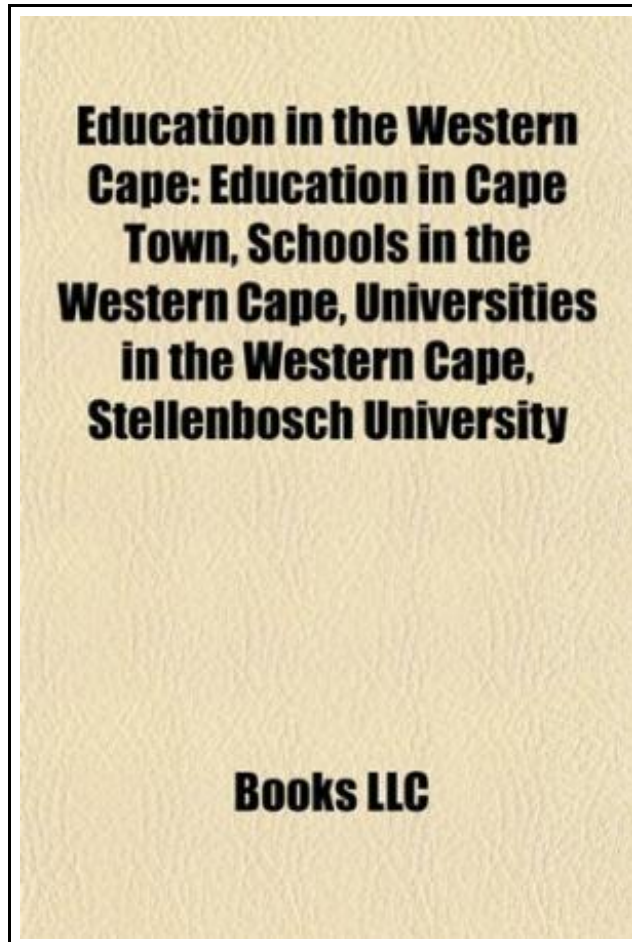 Education in the Western
Cape: Education in Cape
Town, Schools in the
Western Cape, Universities
in the Western Cape,
Stellenbosch University
Books LLC